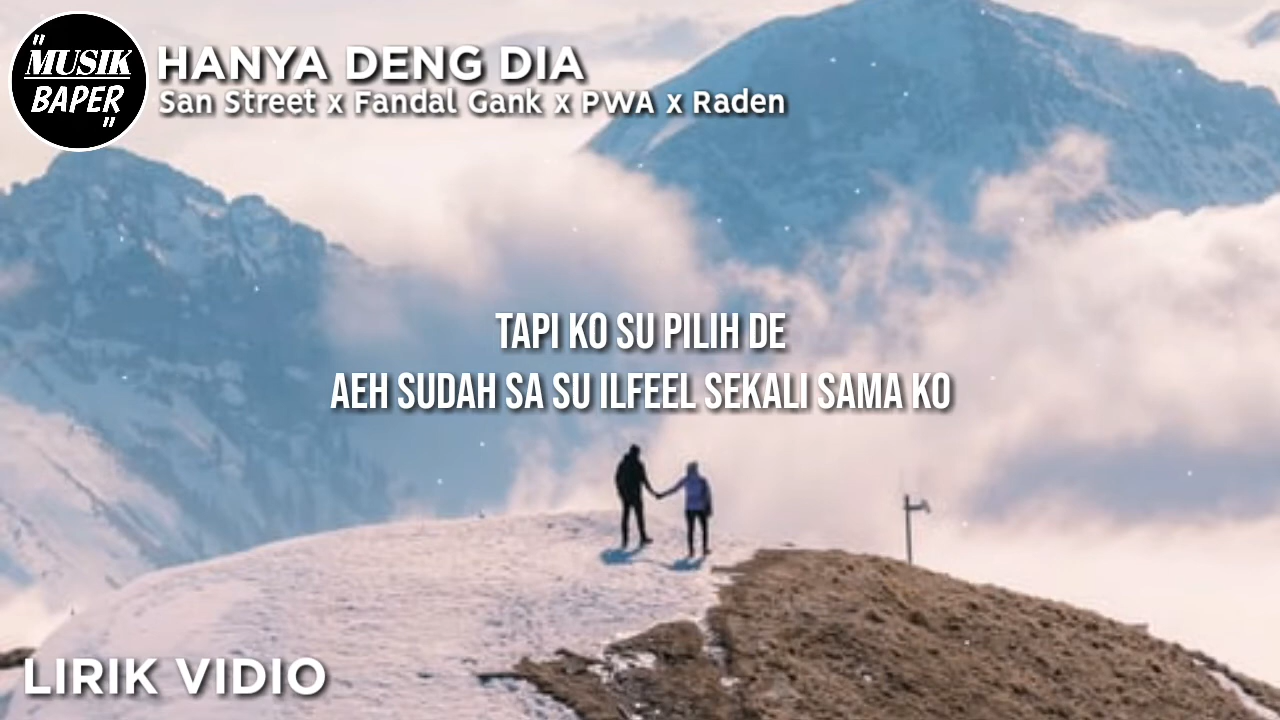 "MUSIK
BAPER"
HANYA DENG DIA
San Street x Fandal Gank x PWA x Raden
TAPI KO SU PILIH DE
AEH SUDAH SA SU ILFEEL SEKALI SAMA KO
LIRIK VIDIO